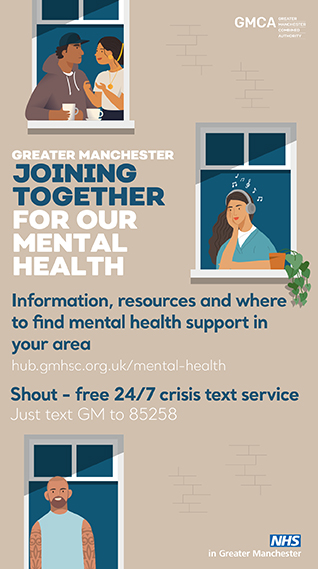 GMCA
GREATER
MANCHESTER
COMBINED
AUTHORITY
GREATER MANCHESTER
JOINING
TOGETHER
FOR OUR
MENTAL
HEALTH
Information, resources and where
to find mental health support in
your area
hub.gmhsc.org.uk/mental-health
Shout - free 24/7 crisis text service
Just text GM to 85258
NHS
in Greater Manchester